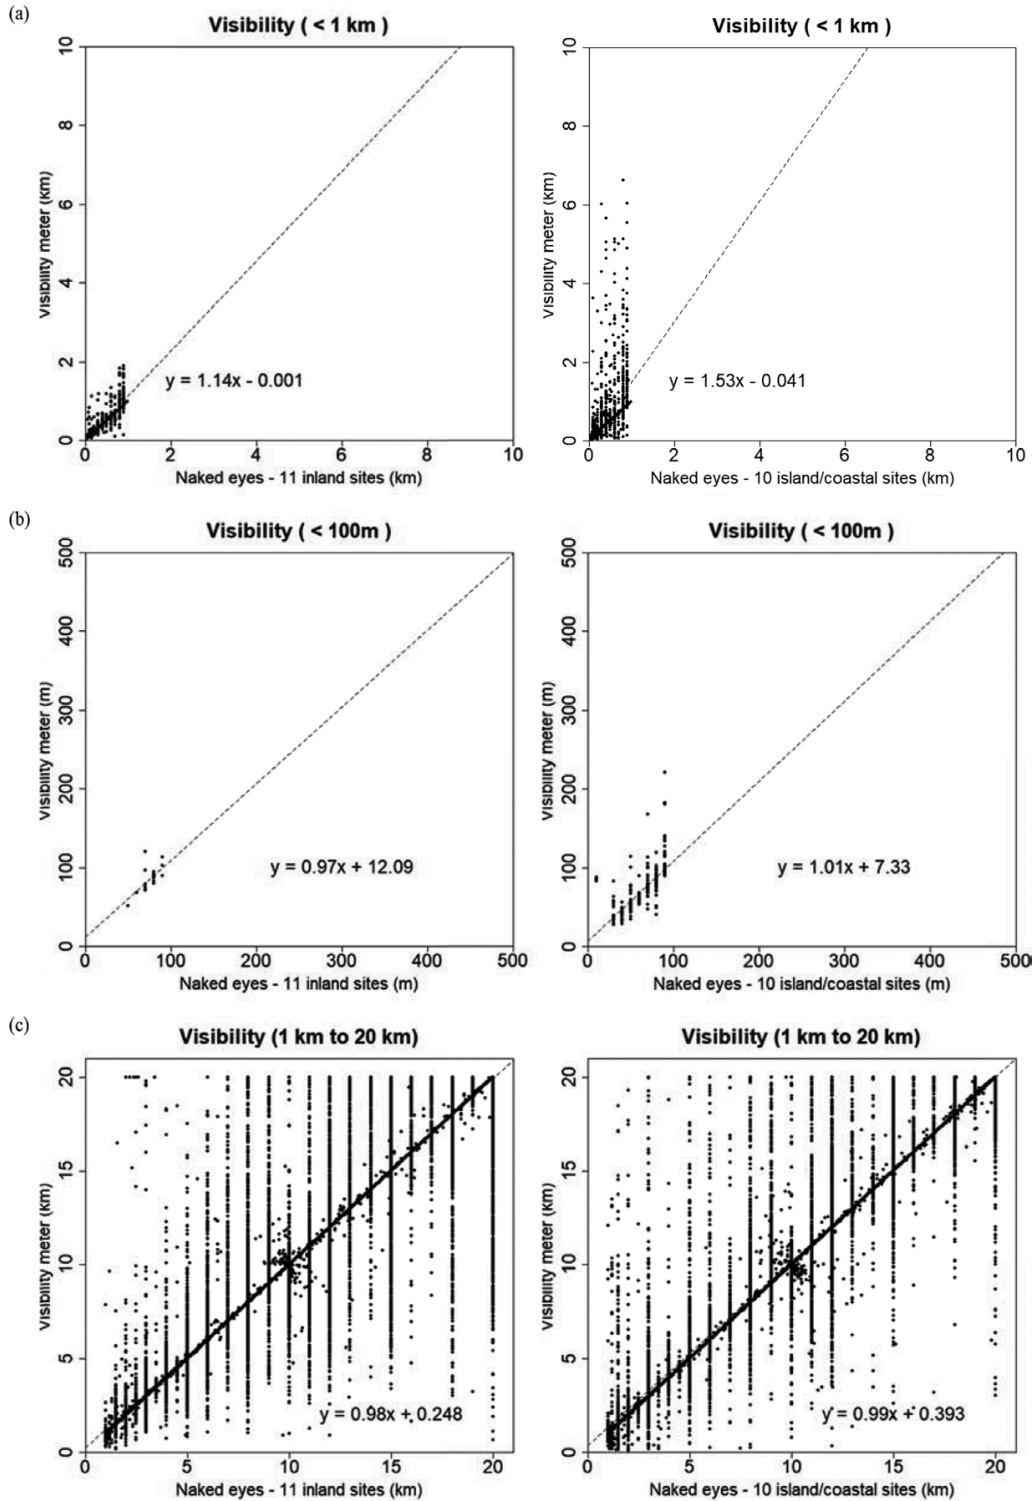 (a)
Visibility ( < 1 km )
Visibility ( < 1 km )
10
8
6
4
2
0
Visibility meter (km)
y = 1.14x - 0.001
0 2 4 6 8 10
Naked eyes - 11 inland sites (km)
10
8
6
4
2
0
Visibility meter (km)
y = 1.53x - 0.041
0 2 4 6 8 10
Naked eyes - 10 island/coastal sites (km)
(b)
Visibility ( < 100m )
Visibility ( < 100m )
500
400
300
200
100
0
Visibility meter (m)
y = 0.97x + 12.09
0 100 200 300 400 500
Naked eyes - 11 inland sites (m)
500
400
300
200
100
0
Visibility meter (m)
y = 1.01x + 7.33
0 100 200 300 400 500
Naked eyes - 10 island/coastal sites (m)
(c)
Visibility (1 km to 20 km)
Visibility (1 km to 20 km)
20
15
10
5
0
Visibility meter (km)
y = 0.98x + 0.248
0 5 10 15 20
Naked eyes - 11 inland sites (km)
20
15
10
5
0
Visibility meter (km)
y = 0.99x + 0.393
0 5 10 15 20
Naked eyes - 10 island/coastal sites (km)